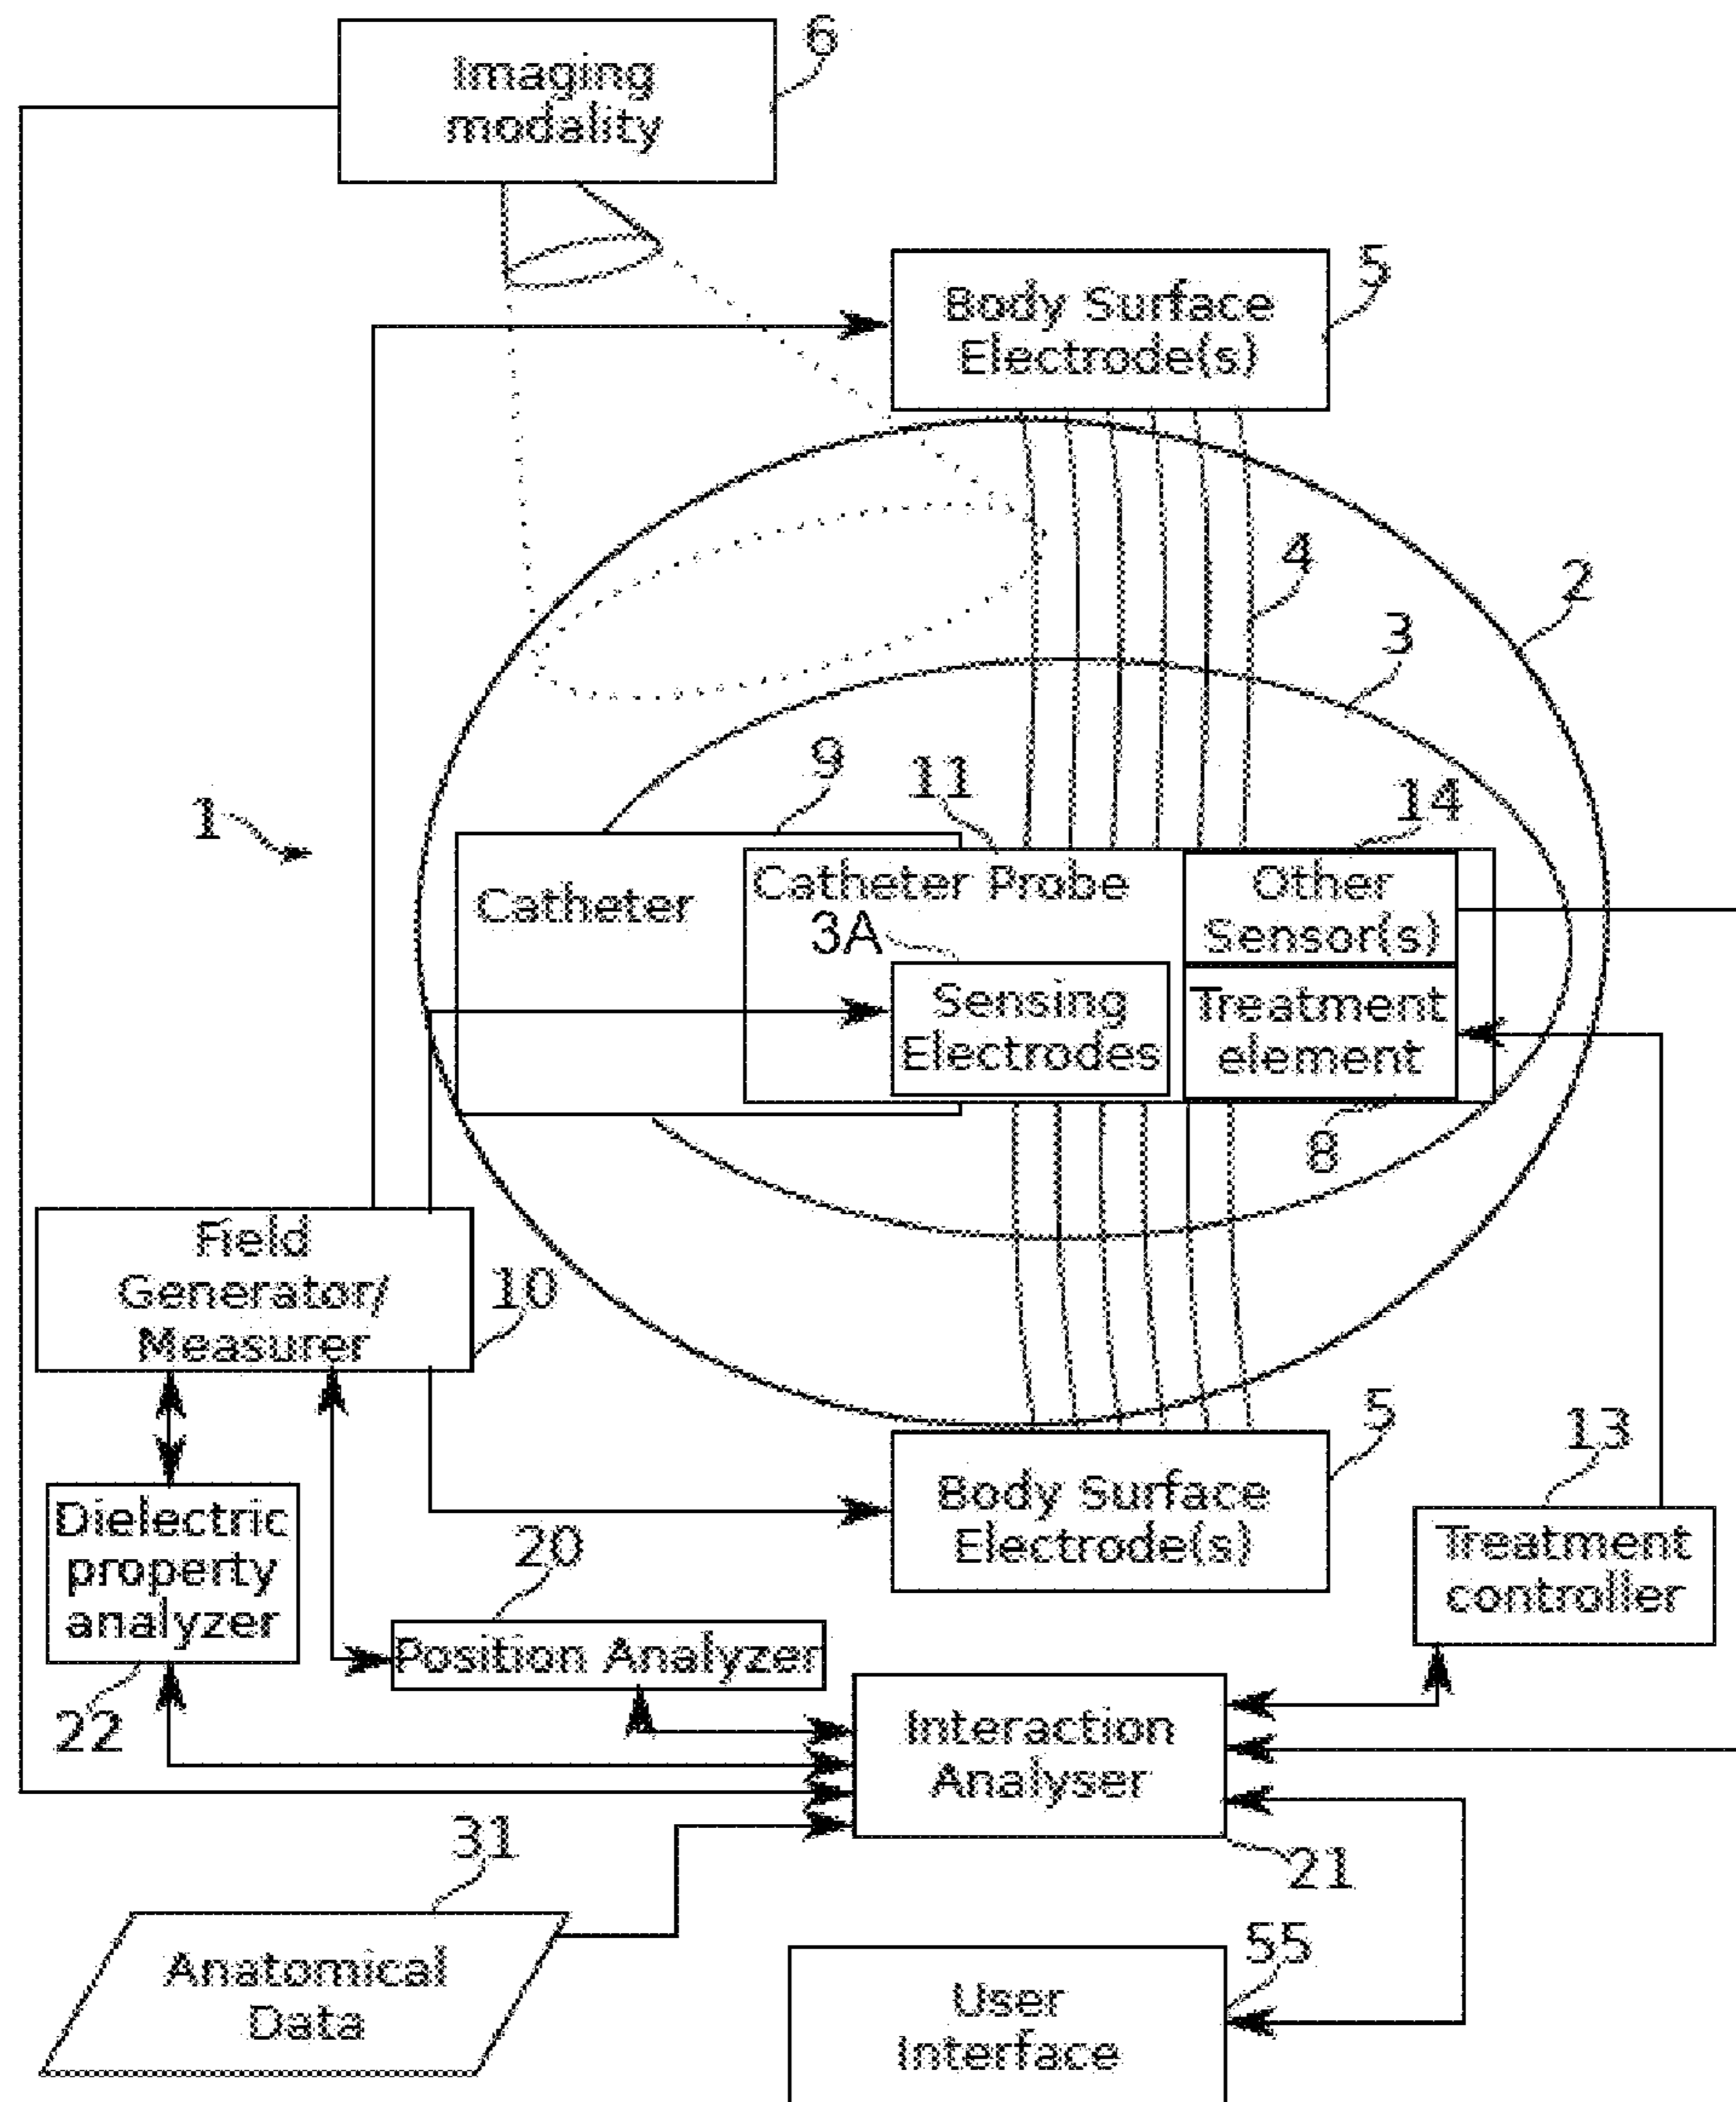 6
Imaging
modality
5
Body Surface
Electrode(s)
4
2
3
9
11
14
1
Catheter
Catheter Probe
Other
Sensor(s)
3A
Sensing
Electrodes
Treatment
element
8
Field
Generator/
Measurer
10
5
13
Body Surface
Electrode(s)
Dielectric
property
analyzer
20
Treatment
controller
Position Analyzer
22
Interaction
Analyser
31
21
Anatomical
Data
55
User
Interface